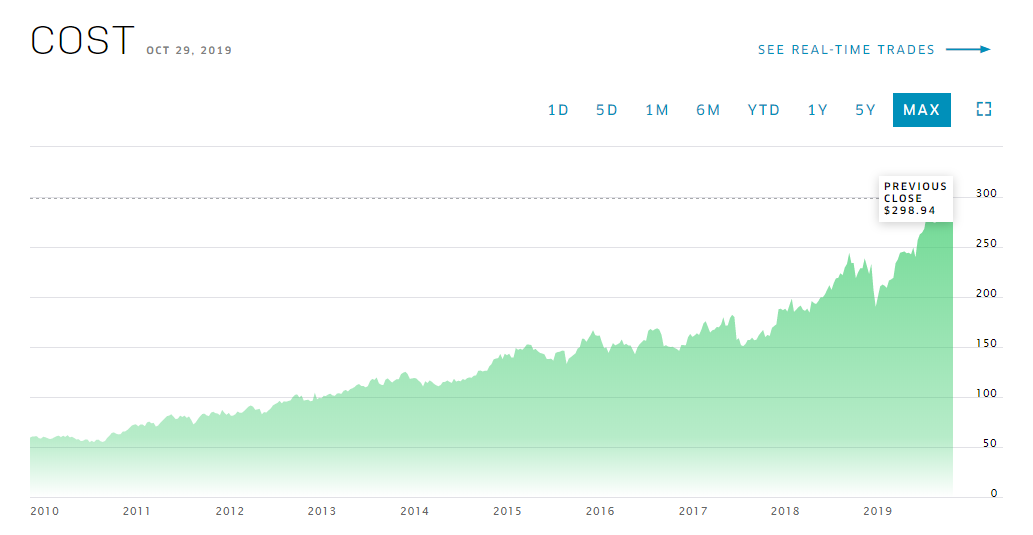 COST OCT 29, 2019
SEE REAL-TIME TRADES
1D 5D 1M 6M YTD 1Y 5Y MAX
PREVIOUS
CLOSE
$298.94
300
250
200
150
100
50
0
2010 2011 2012 2013 2014 2015 2016 2017 2018 2019